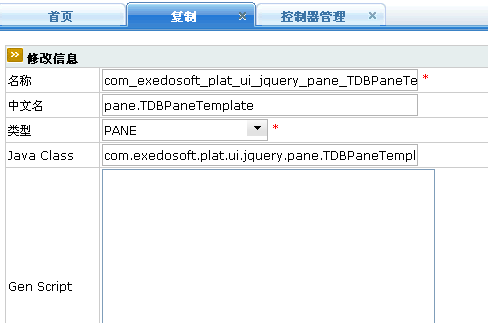 首页 复制 × 控制器管理 ×
修改信息
名称 com_exedosoft_plat_ui_jquery_pane_TDBPaneTe *
中文名 pane.TDBPaneTemplate
类型 PANE *
Java Class com.exedosoft.plat.ui.jquery.pane.TDBPaneTempl
Gen Script